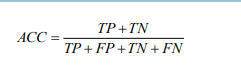 ACC = TP + TN / TP + FP + TN + FN